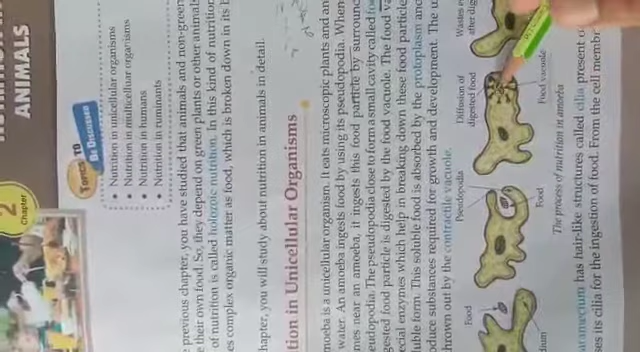 ANIMALS
2
Chapter
TOPICS TO
BE DISCUSSED
• Nutrition in unicellular organisms
• Nutrition in multicellular organisms
• Nutrition in humans
• Nutrition in ruminants
previous chapter, you have studied that animals and non-green
their own food. So, they depend on green plants or other animals
of nutrition is called holozoic nutrition. In this kind of nutrition
es complex organic matter as food, which is broken down in its
hapter, you will study about nutrition in animals in detail.
tion in Unicellular Organisms
moeba is a unicellular organism. It eats microscopic plants and an
water. An amoeba ingests food by using its pseudopodia. When
mes near an amoeba, it ingests this food particle by surround
eudopodia. The pseudopodia close to form a small cavity called foo
gested food particle is digested by the food vacuole. The food va
ecial enzymes which help in breaking down these food particle
luble form. This soluble food is absorbed by the protoplasm and
oduce substances required for growth and development. The u
hrown out by the contractile vacuole.
Food
Pseudopodia
Food
Diffusion of
digested food
Food vacuole
Wastes e
after dig
The process of nutrition in amoeba
aramecium has hair-like structures called cilia present o
ses its cilia for the ingestion of food. From the cell membr